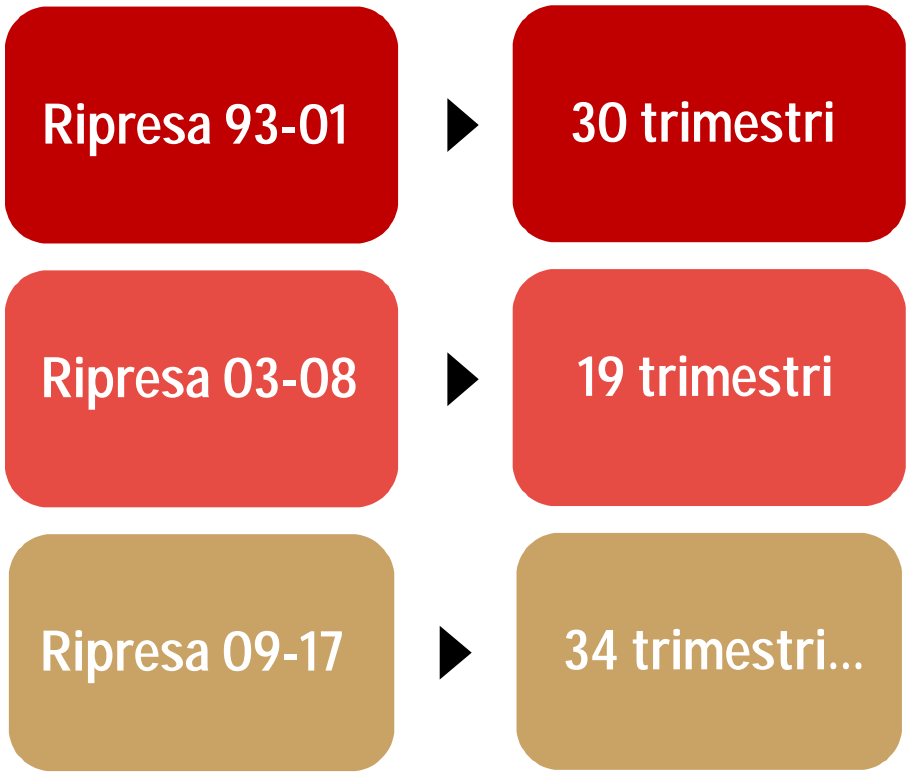 Ripresa 93-01
30 trimestri
Ripresa 03-08
19 trimestri
Ripresa 09-17
34 trimestri...